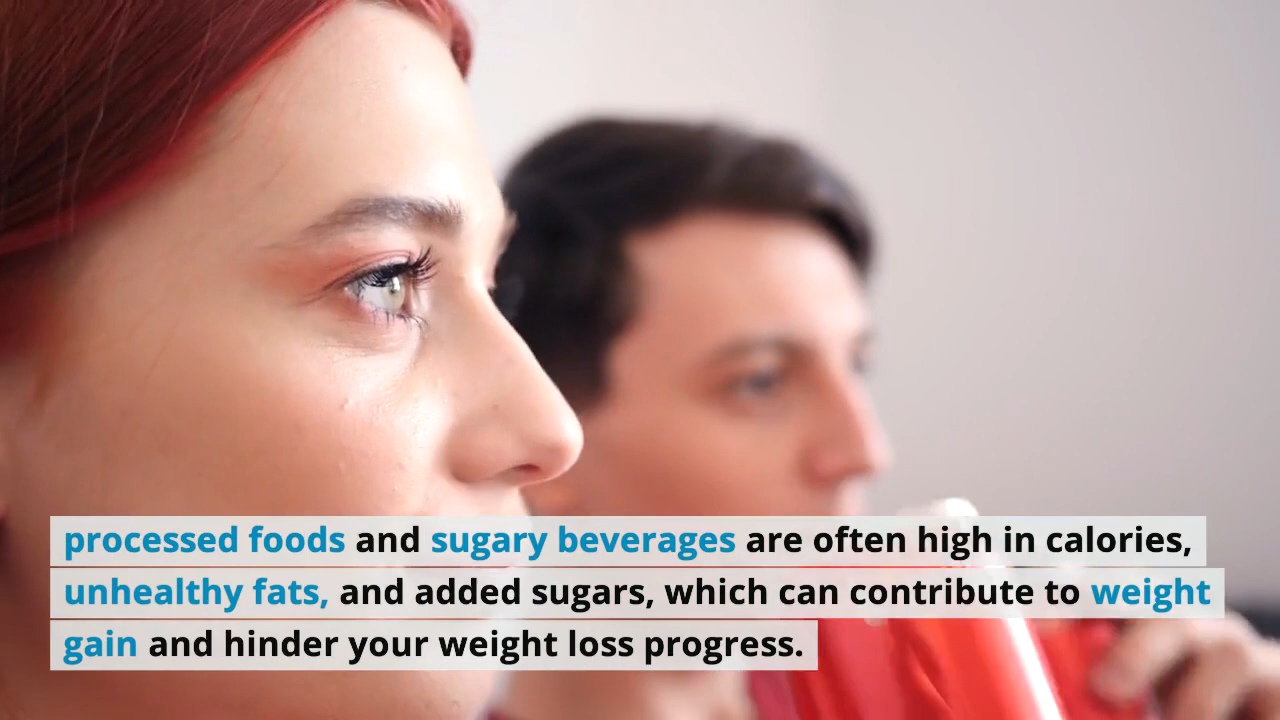 processed foods and sugary beverages are often high in calories,
unhealthy fats, and added sugars, which can contribute to weight
gain and hinder your weight loss progress.